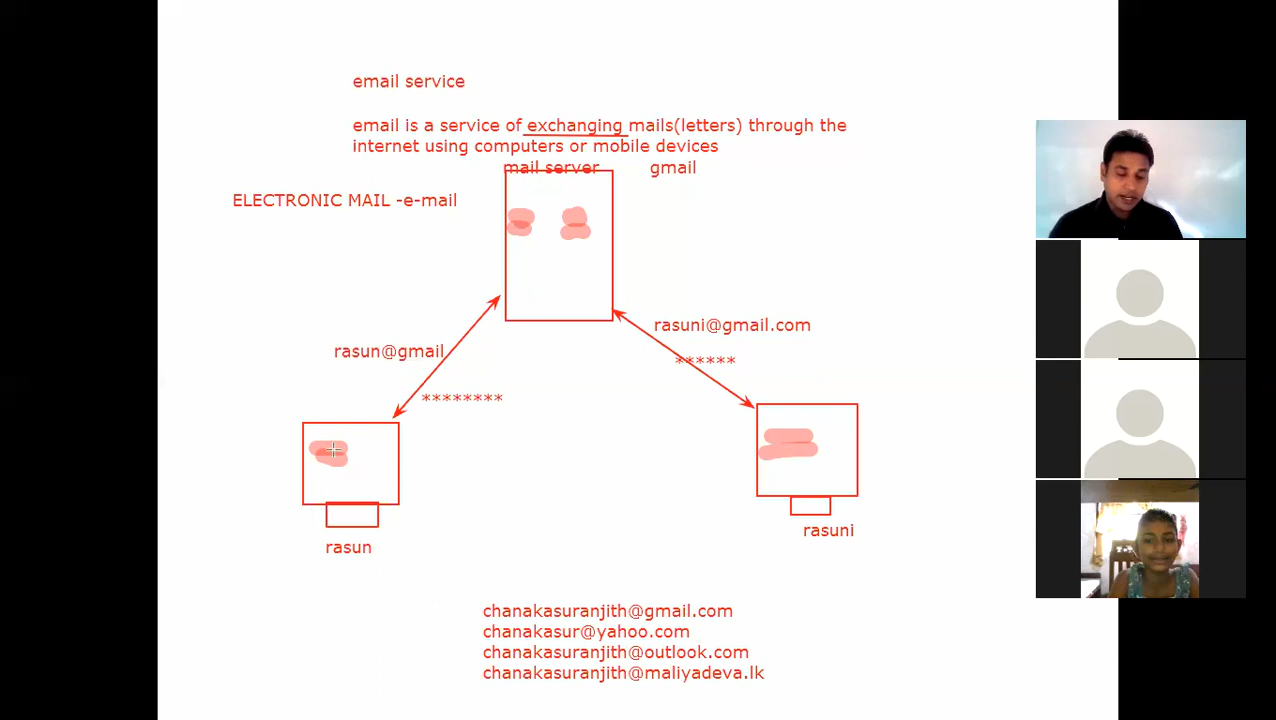 email service
email is a service of exchanging mails(letters) through the
internet using computers or mobile devices
mail server gmail
ELECTRONIC MAIL -e-mail
rasuni@gmail.com
rasun@gmail
******
********
rasuni
rasun
chanakasuranjith@gmail.com
chanakasur@yahoo.com
chanakasuranjith@outlook.com
chanakasuranjith@maliyadeva.lk